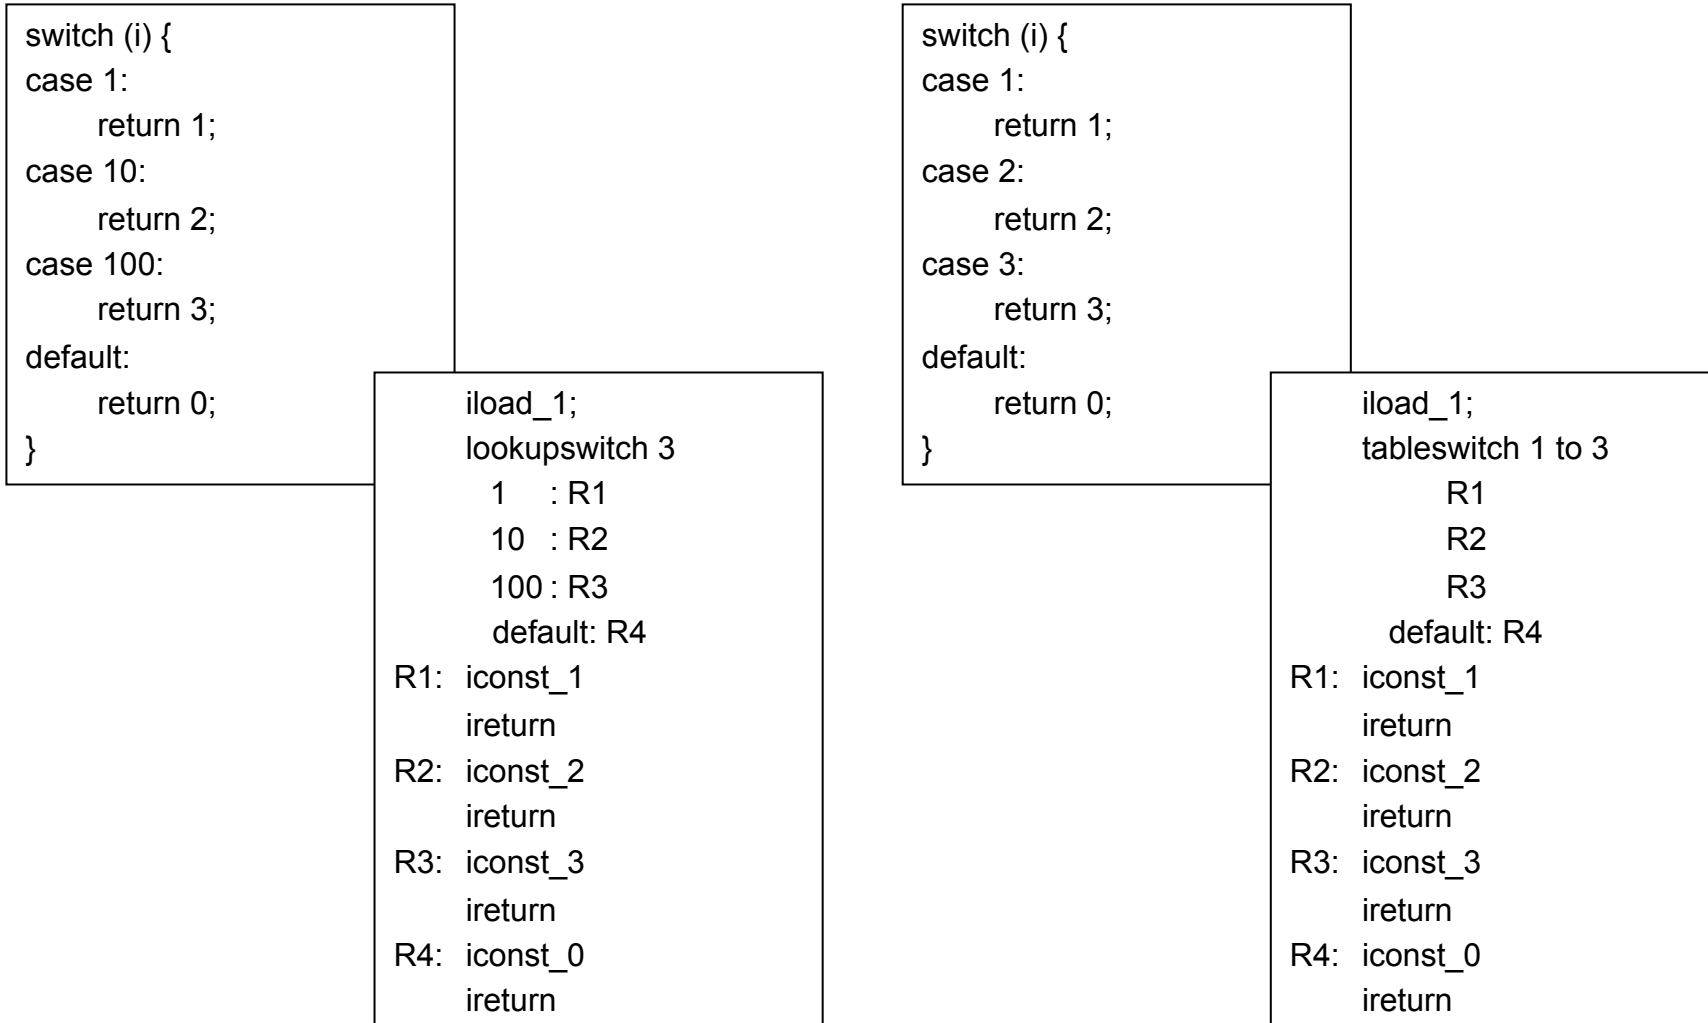 switch (i) {
case 1:
return 1;
case 10:
return 2;
case 100:
return 3;
default:
return 0;
}
iload_1;
lookupswitch 3
1 : R1
10 : R2
100 : R3
default: R4
R1: iconst_1
ireturn
R2: iconst_2
ireturn
R3: iconst_3
ireturn
R4: iconst_0
ireturn
switch (i) {
case 1:
return 1;
case 2:
return 2;
case 3:
return 3;
default:
return 0;
}
iload_1;
tableswitch 1 to 3
R1
R2
R3
default: R4
R1: iconst_1
ireturn
R2: iconst_2
ireturn
R3: iconst_3
ireturn
R4: iconst_0
ireturn